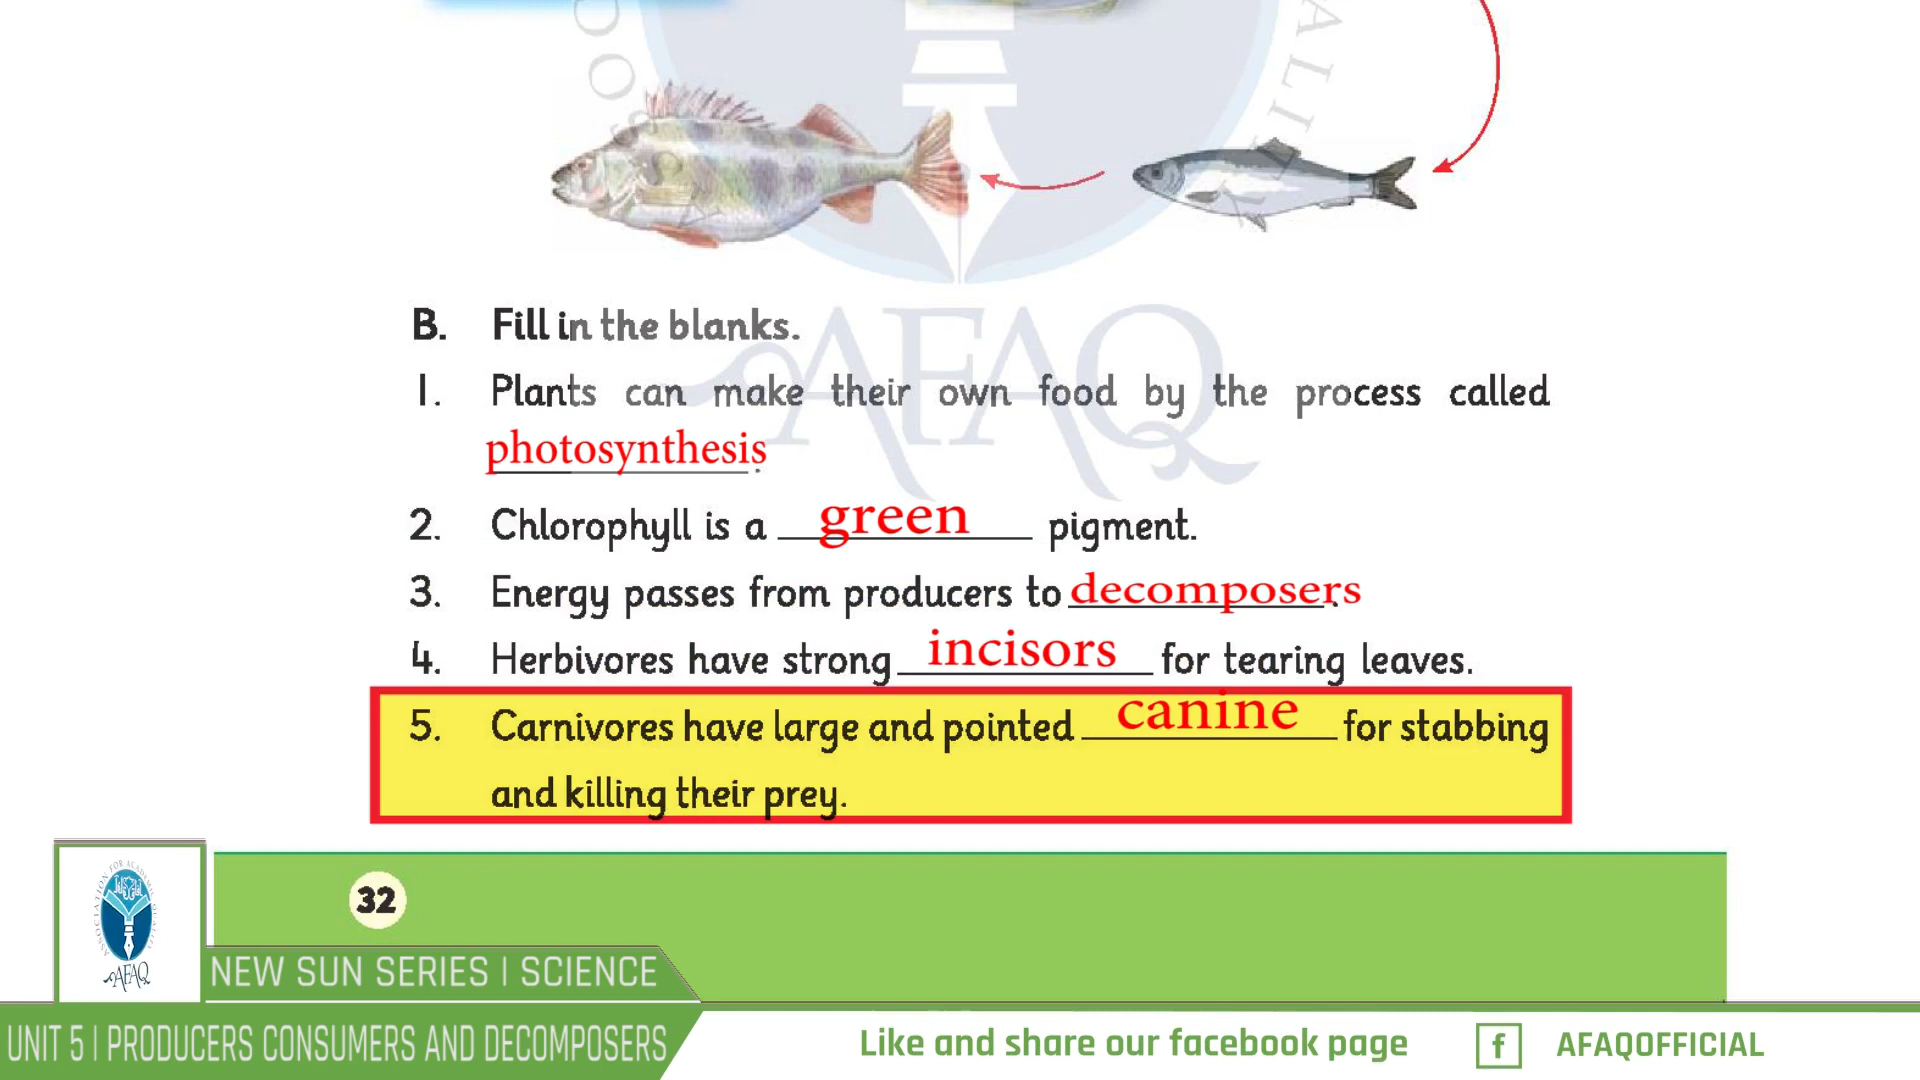 B. Fill in the blanks.
1. Plants can make their own food by the process called
photosynthesis.
2. Chlorophyll is a green pigment.
3. Energy passes from producers to decomposers.
4. Herbivores have strong incisors for tearing leaves.
5. Carnivores have large and pointed canine for stabbing
and killing their prey.
AFAQ
32
AFAQ
NEW SUN SERIES | SCIENCE
UNIT 5 | PRODUCERS CONSUMERS AND DECOMPOSERS
Like and share our facebook page
f AFAQOFFICIAL